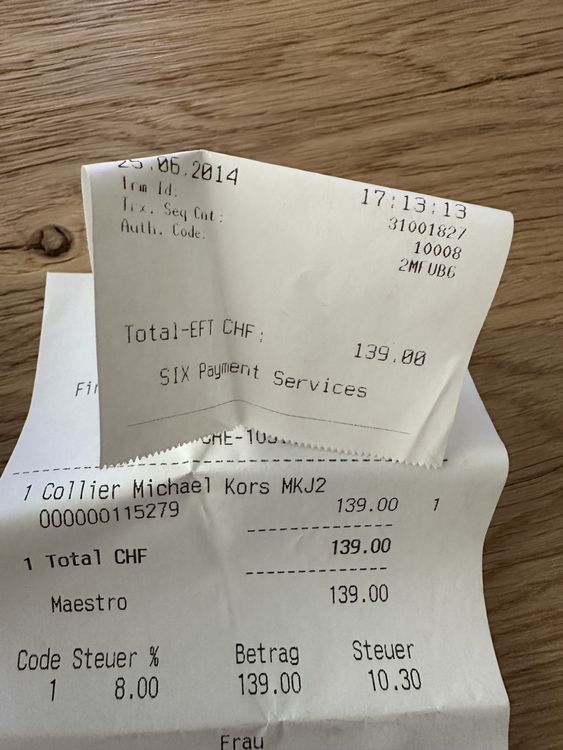 25.06.2014 17:13:13
Trm Id: 31001827
Trx. Seq Cnt: 10008
Auth. Code: 2MFUB6
Total-EFT CHF: 139.00
SIX Payment Services
1 Collier Michael Kors MKJ2
000000115279 139.00 1
1 Total CHF 139.00
Maestro 139.00
Code Steuer % Betrag Steuer
1 8.00 139.00 10.30
Frau